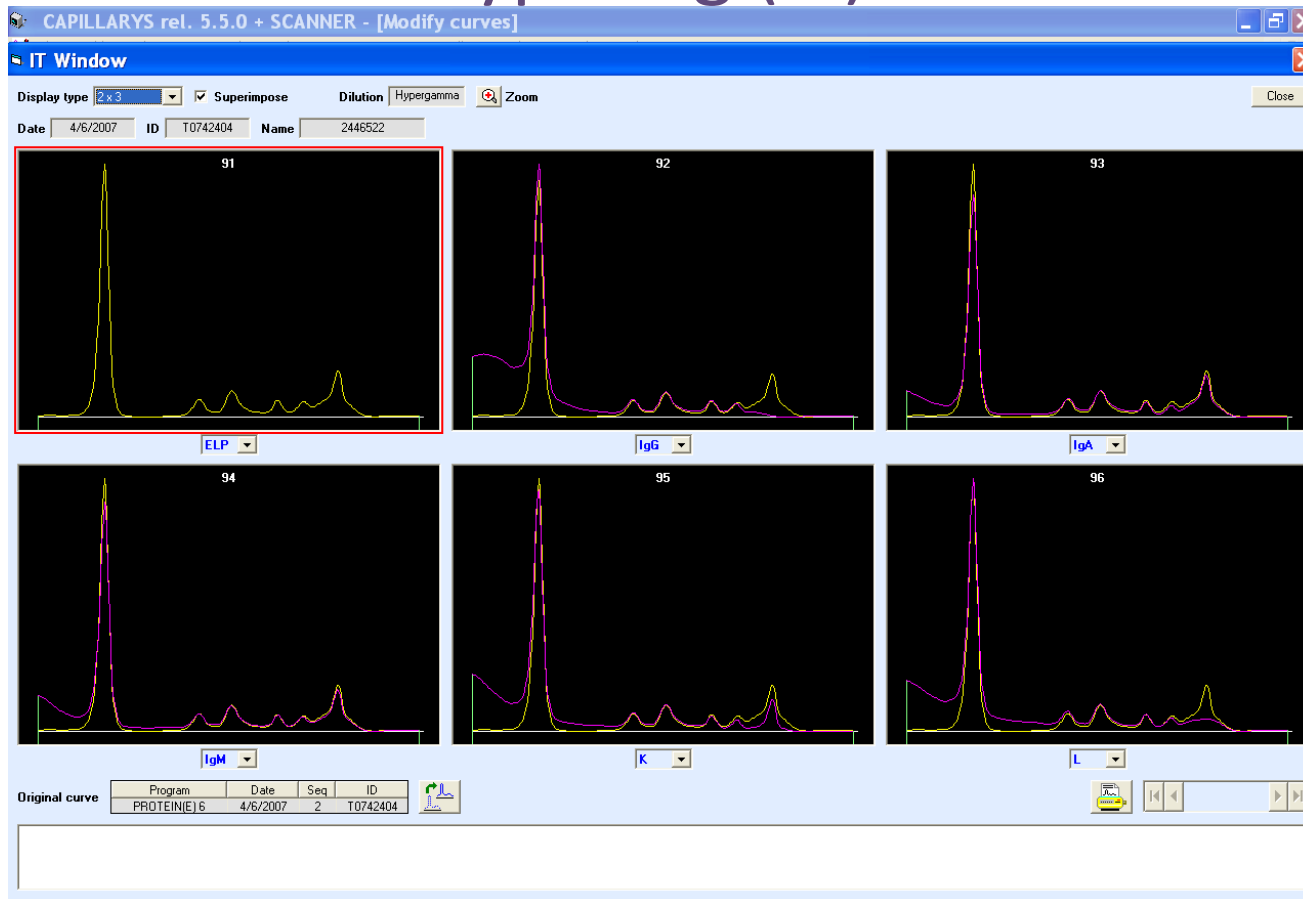 CAPILLARYS rel. 5.5.0 + SCANNER - [Modify curves]
IT Window
Display type 2 x 3 Superimpose Dilution Hypergamma Zoom Close
Date 4/6/2007 ID T0742404 Name 2446522
91 92 93
ELP IgG IgA
94 95 96
IgM K L
Original curve
Program Date Seq ID
PROTEIN(E) 6 4/6/2007 2 T0742404